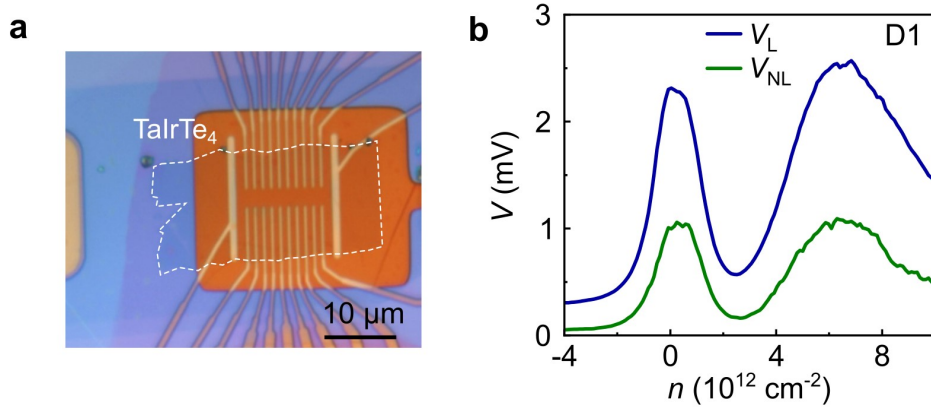 a
TaIrTe4
10 μm
b
D1
VL
VNL
V (mV)
3
2
1
0
-4
0
4
8
n (10^12 cm^-2)